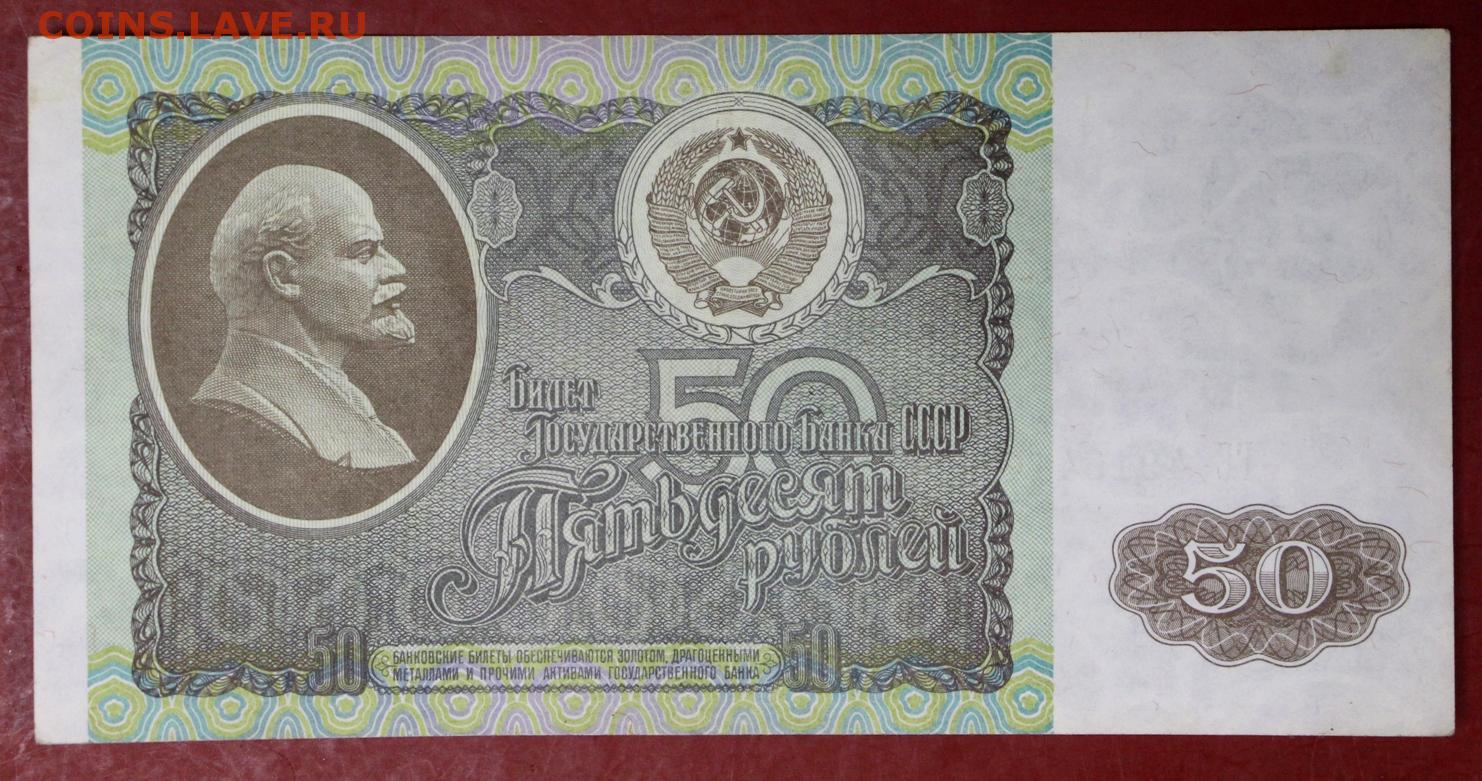 COINS.LAVE.RU
50
Билет
Государственного Банка СССР
Пятьдесят
рублей
50
50
БАНКОВСКИЕ БИЛЕТЫ ОБЕСПЕЧИВАЮТСЯ ЗОЛОТОМ, ДРАГОЦЕННЫМИ
МЕТАЛЛАМИ И ПРОЧИМИ АКТИВАМИ ГОСУДАРСТВЕННОГО БАНКА
50